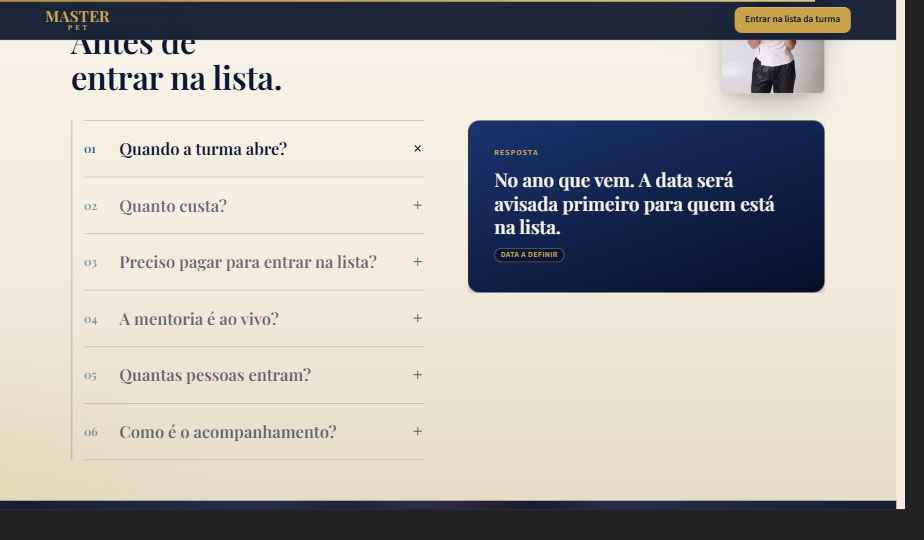 MASTER
PET
Entrar na lista da turma
Antes de
entrar na lista.
01 Quando a turma abre? ×
02 Quanto custa? +
03 Preciso pagar para entrar na lista? +
04 A mentoria é ao vivo? +
05 Quantas pessoas entram? +
06 Como é o acompanhamento? +
RESPOSTA
No ano que vem. A data será
avisada primeiro para quem está
na lista.
DATA A DEFINIR